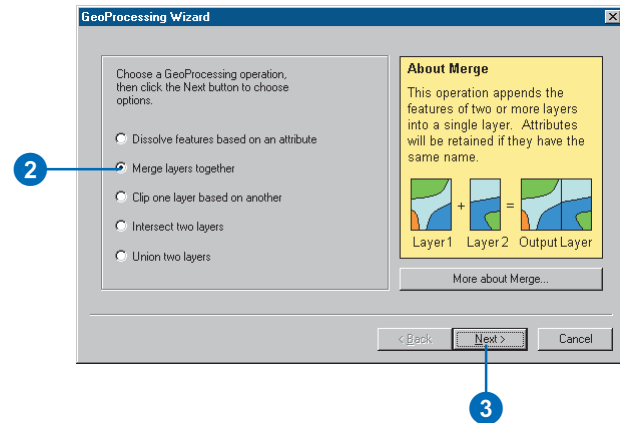 GeoProcessing Wizard
Choose a GeoProcessing operation,
then click the Next button to choose
options.
Dissolve features based on an attribute
2
Merge layers together
Clip one layer based on another
Intersect two layers
Union two layers
About Merge
This operation appends the
features of two or more layers
into a single layer. Attributes
will be retained if they have the
same name.
+ =
Layer 1 Layer 2 Output Layer
More about Merge...
< Back Next > Cancel
3